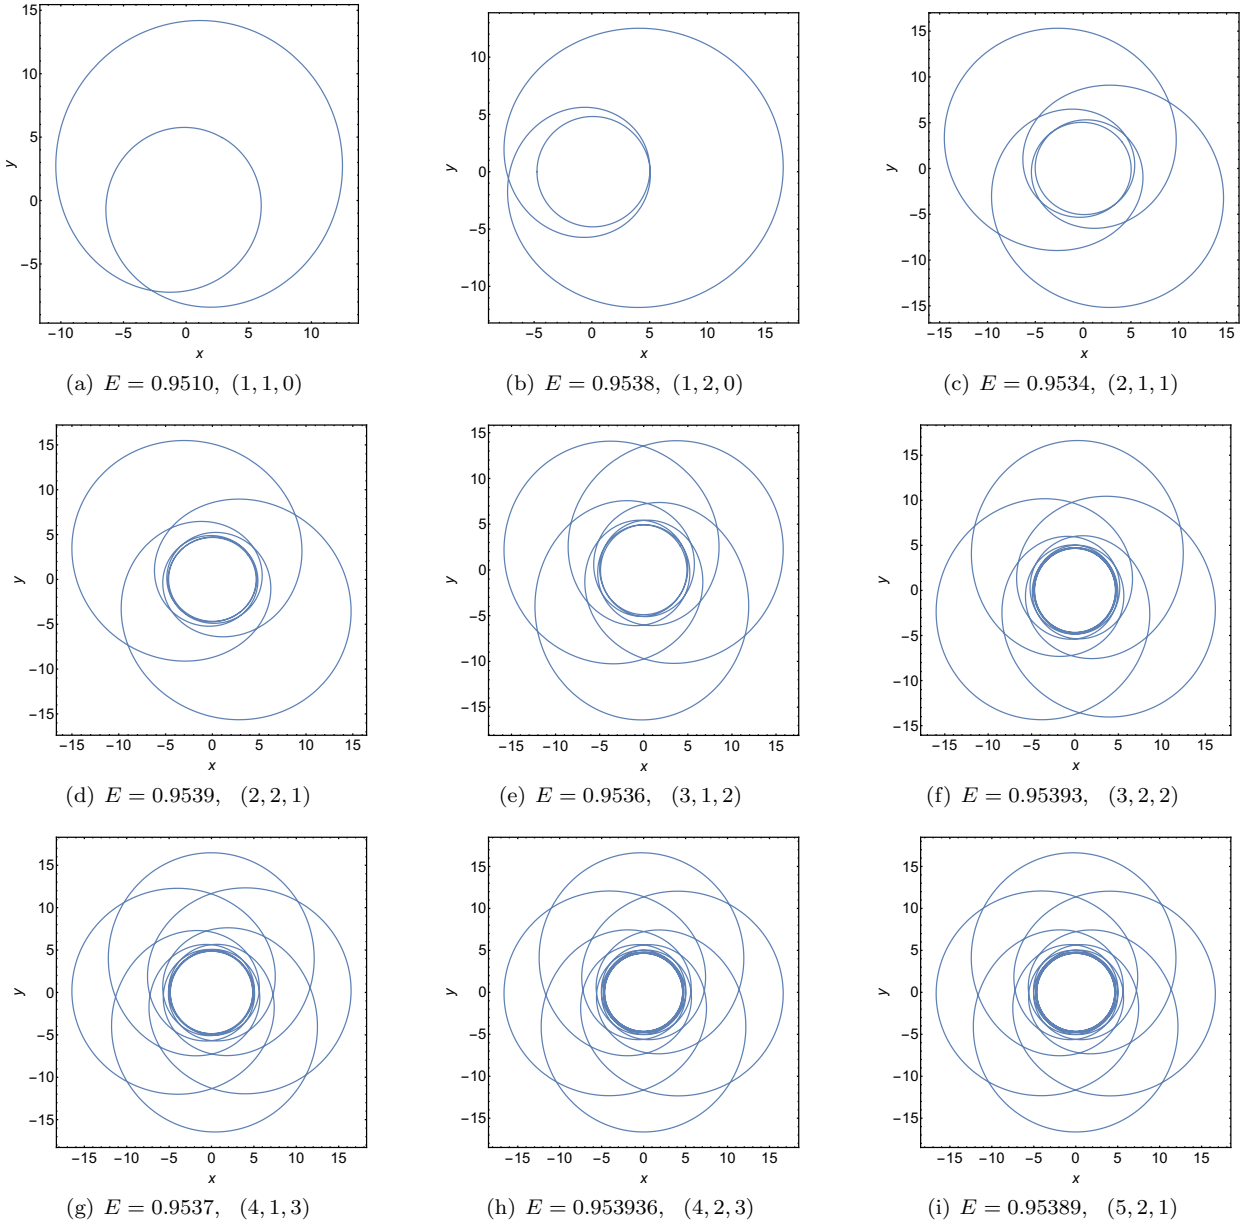 15
10
5
0
−5
y
−10 −5 0 5 10
x
(a) E = 0.9510, (1, 1, 0)
10
5
0
−5
−10
y
−5 0 5 10 15
x
(b) E = 0.9538, (1, 2, 0)
15
10
5
0
−5
−10
−15
y
−15 −10 −5 0 5 10 15
x
(c) E = 0.9534, (2, 1, 1)
15
10
5
0
−5
−10
−15
y
−15 −10 −5 0 5 10 15
x
(d) E = 0.9539, (2, 2, 1)
15
10
5
0
−5
−10
−15
y
−15 −10 −5 0 5 10 15
x
(e) E = 0.9536, (3, 1, 2)
15
10
5
0
−5
−10
−15
y
−15 −10 −5 0 5 10 15
x
(f) E = 0.95393, (3, 2, 2)
15
10
5
0
−5
−10
−15
y
−15 −10 −5 0 5 10 15
x
(g) E = 0.9537, (4, 1, 3)
15
10
5
0
−5
−10
−15
y
−15 −10 −5 0 5 10 15
x
(h) E = 0.953936, (4, 2, 3)
15
10
5
0
−5
−10
−15
y
−15 −10 −5 0 5 10 15
x
(i) E = 0.95389, (5, 2, 1)